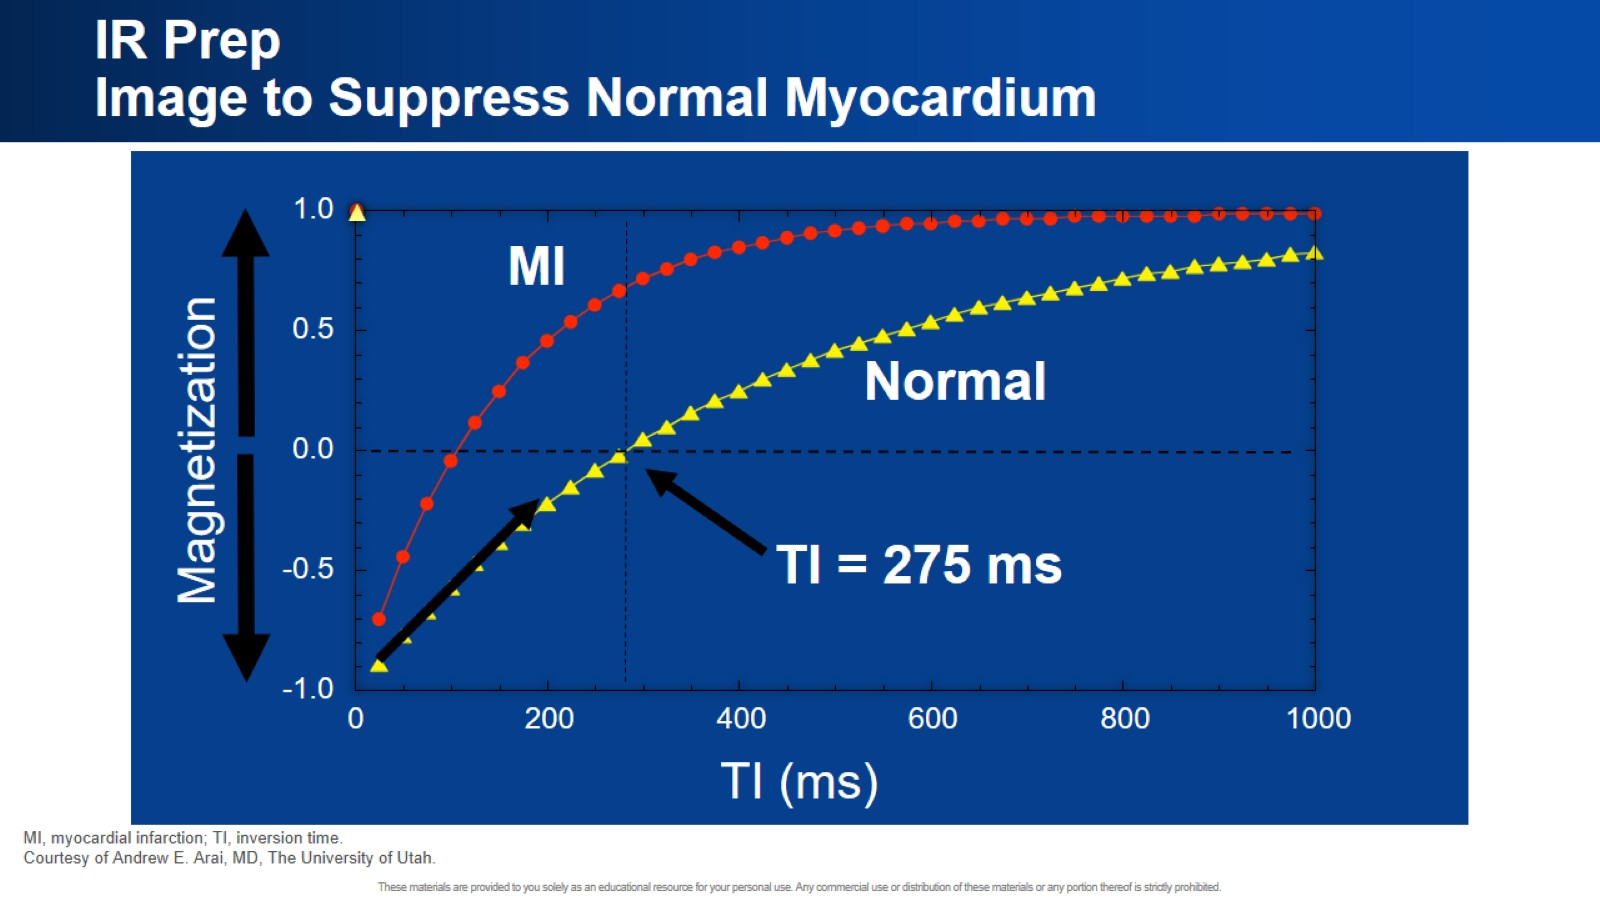 IR Prep
Image to Suppress Normal Myocardium
Magnetization
1.0
0.5
0.0
-0.5
-1.0
MI
Normal
TI = 275 ms
0 200 400 600 800 1000
TI (ms)
MI, myocardial infarction; TI, inversion time.
Courtesy of Andrew E. Arai, MD, The University of Utah.
These materials are provided to you solely as an educational resource for your personal use. Any commercial use or distribution of these materials or any portion thereof is strictly prohibited.